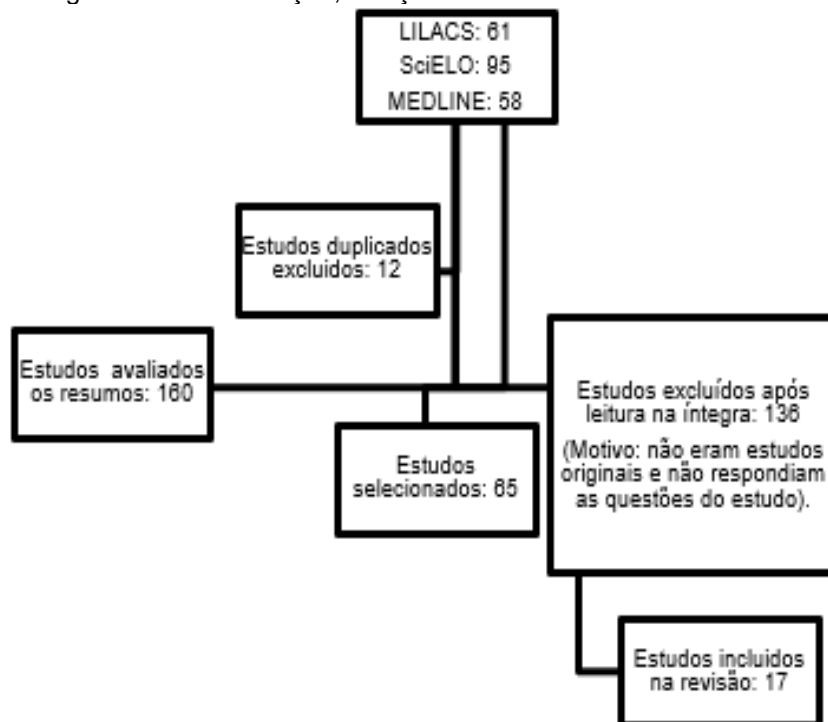 LILACS: 61
SciELO: 95
MEDLINE: 58
Estudos duplicados
excluidos: 12
Estudos avaliados
os resumos: 160
Estudos
selecionados: 65
Estudos excluídos após
leitura na íntegra: 136
(Motivo: não eram estudos
originais e não respondiam
as questões do estudo).
Estudos incluidos
na revisão: 17